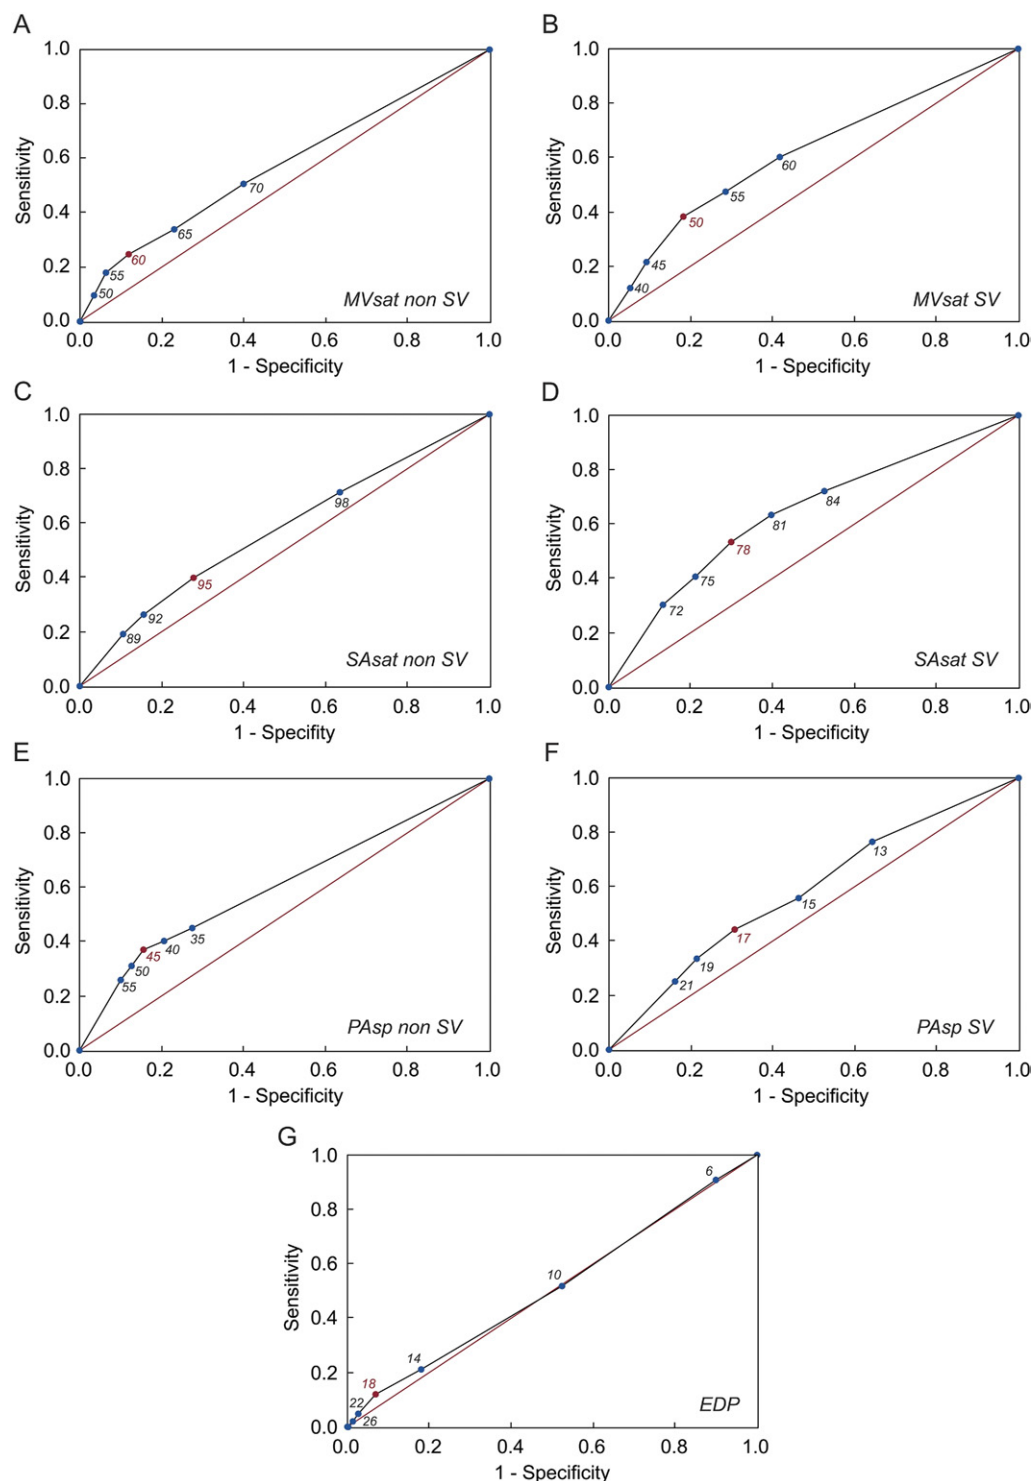 A
1.0
0.8
0.6
0.4
0.2
0.0
Sensitivity
50
55
60
65
70
MVsat non SV
0.0 0.2 0.4 0.6 0.8 1.0
1 - Specificity
B
1.0
0.8
0.6
0.4
0.2
0.0
Sensitivity
40
45
50
55
60
MVsat SV
0.0 0.2 0.4 0.6 0.8 1.0
1 - Specificity
C
1.0
0.8
0.6
0.4
0.2
0.0
Sensitivity
89
92
95
98
SAsat non SV
0.0 0.2 0.4 0.6 0.8 1.0
1 - Specifity
D
1.0
0.8
0.6
0.4
0.2
0.0
Sensitivity
72
75
78
81
84
SAsat SV
0.0 0.2 0.4 0.6 0.8 1.0
1 - Specificity
E
1.0
0.8
0.6
0.4
0.2
0.0
Sensitivity
55
50
45
40
35
PAsp non SV
0.0 0.2 0.4 0.6 0.8 1.0
1 - Specificity
F
1.0
0.8
0.6
0.4
0.2
0.0
Sensitivity
21
19
17
15
13
PAsp SV
0.0 0.2 0.4 0.6 0.8 1.0
1 - Specificity
G
1.0
0.8
0.6
0.4
0.2
0.0
Sensitivity
26
22
18
14
10
6
EDP
0.0 0.2 0.4 0.6 0.8 1.0
1 - Specificity